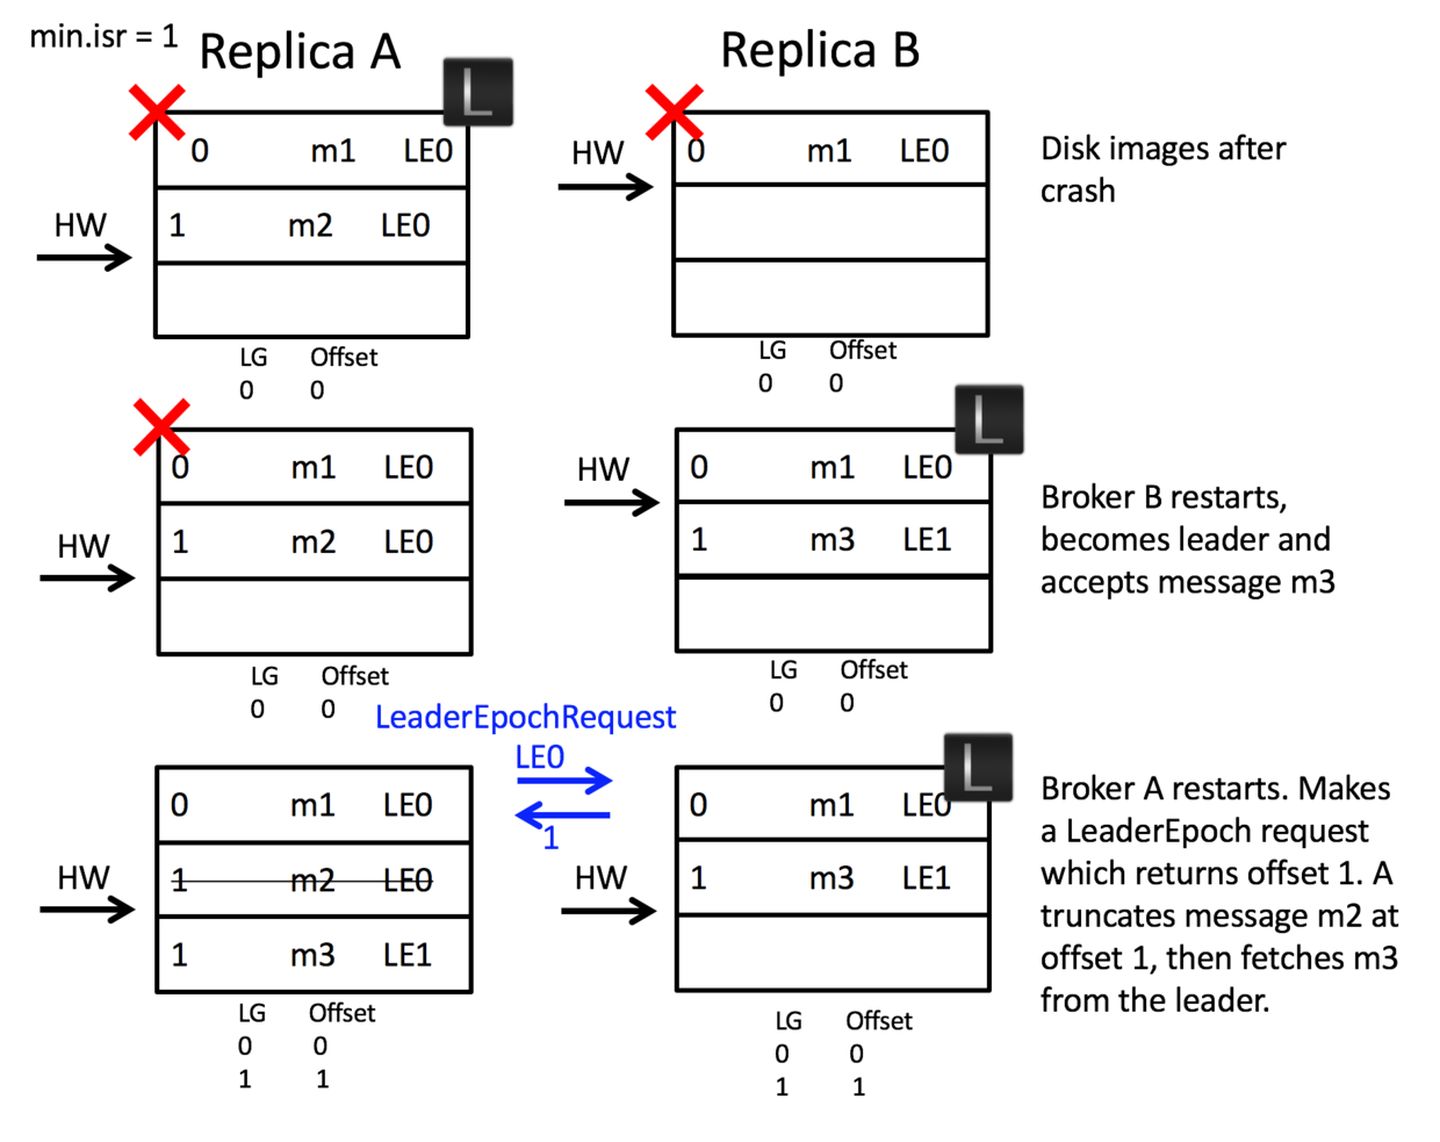 min.isr = 1
Replica A
Replica B
L
0 m1 LE0
HW
0 m1 LE0
Disk images after
crash
HW
1 m2 LE0
LG Offset
0 0
LG Offset
0 0
L
0 m1 LE0
HW
0 m1 LE0
Broker B restarts,
becomes leader and
accepts message m3
HW
1 m2 LE0
1 m3 LE1
LG Offset
0 0
LG Offset
0 0
LeaderEpochRequest
LE0
1
L
0 m1 LE0
0 m1 LE0
Broker A restarts. Makes
a LeaderEpoch request
which returns offset 1. A
truncates message m2 at
offset 1, then fetches m3
from the leader.
HW
1 m2 LE0
HW
1 m3 LE1
1 m3 LE1
LG Offset
0 0
1 1
LG Offset
0 0
1 1